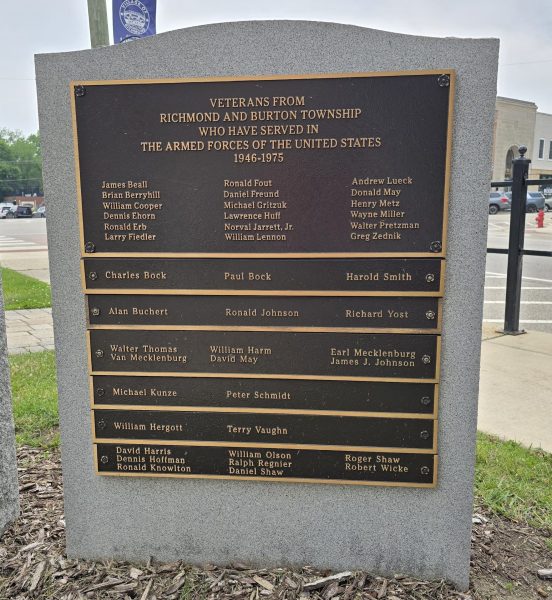 VETERANS FROM
RICHMOND AND BURTON TOWNSHIP
WHO HAVE SERVED IN
THE ARMED FORCES OF THE UNITED STATES
1946-1975
James Beall Ronald Fout Andrew Lueck
Brian Berryhill Daniel Freund Donald May
William Cooper Michael Gritzuk Henry Metz
Dennis Ehorn Lawrence Huff Wayne Miller
Ronald Erb Norval Jarrett, Jr. Walter Pretzman
Larry Fiedler William Lennon Greg Zednik
Charles Bock Paul Bock Harold Smith
Alan Buchert Ronald Johnson Richard Yost
Walter Thomas William Harm Earl Mecklenburg
Van Mecklenburg David May James J. Johnson
Michael Kunze Peter Schmidt
William Hergott Terry Vaughn
David Harris William Olson Roger Shaw
Dennis Hoffman Ralph Regnier Robert Wicke
Ronald Knowlton Daniel Shaw